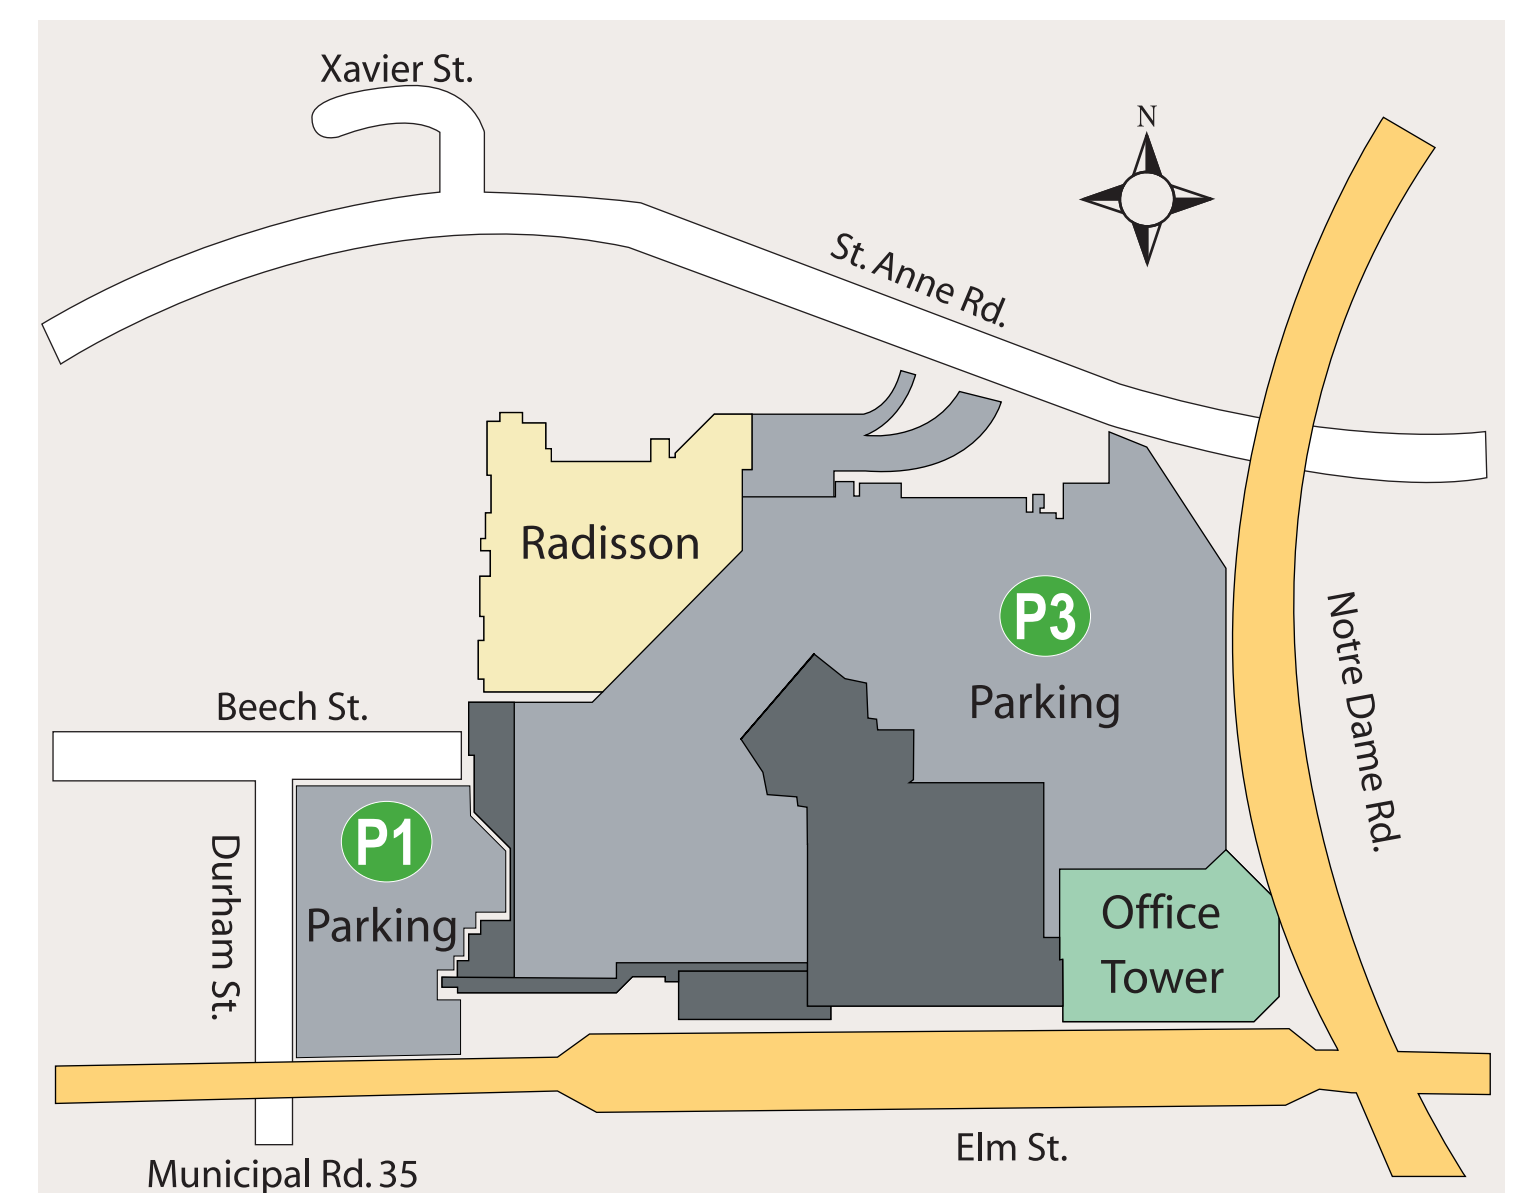 Xavier St.
N
St. Anne Rd.
Radisson
P3
Parking
Notre Dame Rd.
Beech St.
P1
Parking
Durham St.
Office
Tower
Elm St.
Municipal Rd. 35